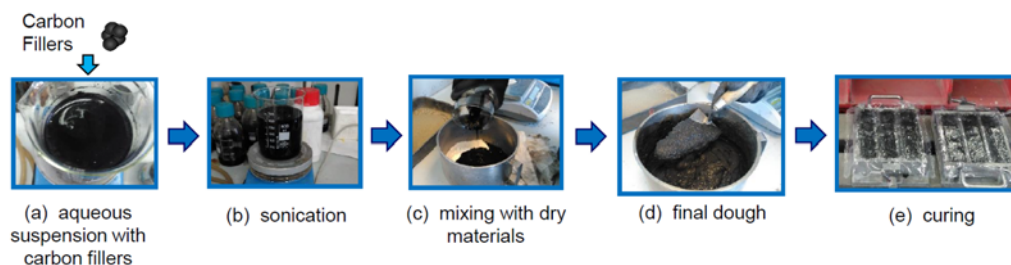 Carbon
Fillers
(a) aqueous
suspension with
carbon fillers
(b) sonication
(c) mixing with dry
materials
(d) final dough
(e) curing